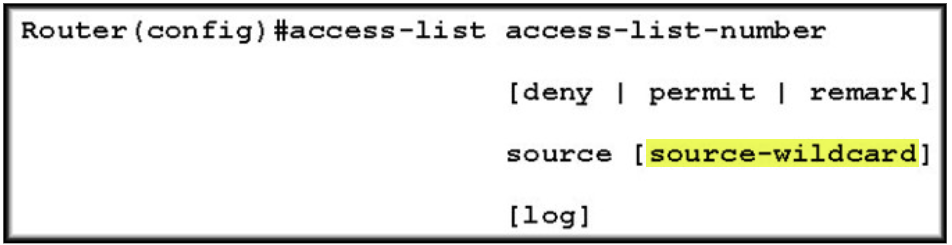 Router(config)#access-list access-list-number
[deny | permit | remark]
source [source-wildcard]
[log]